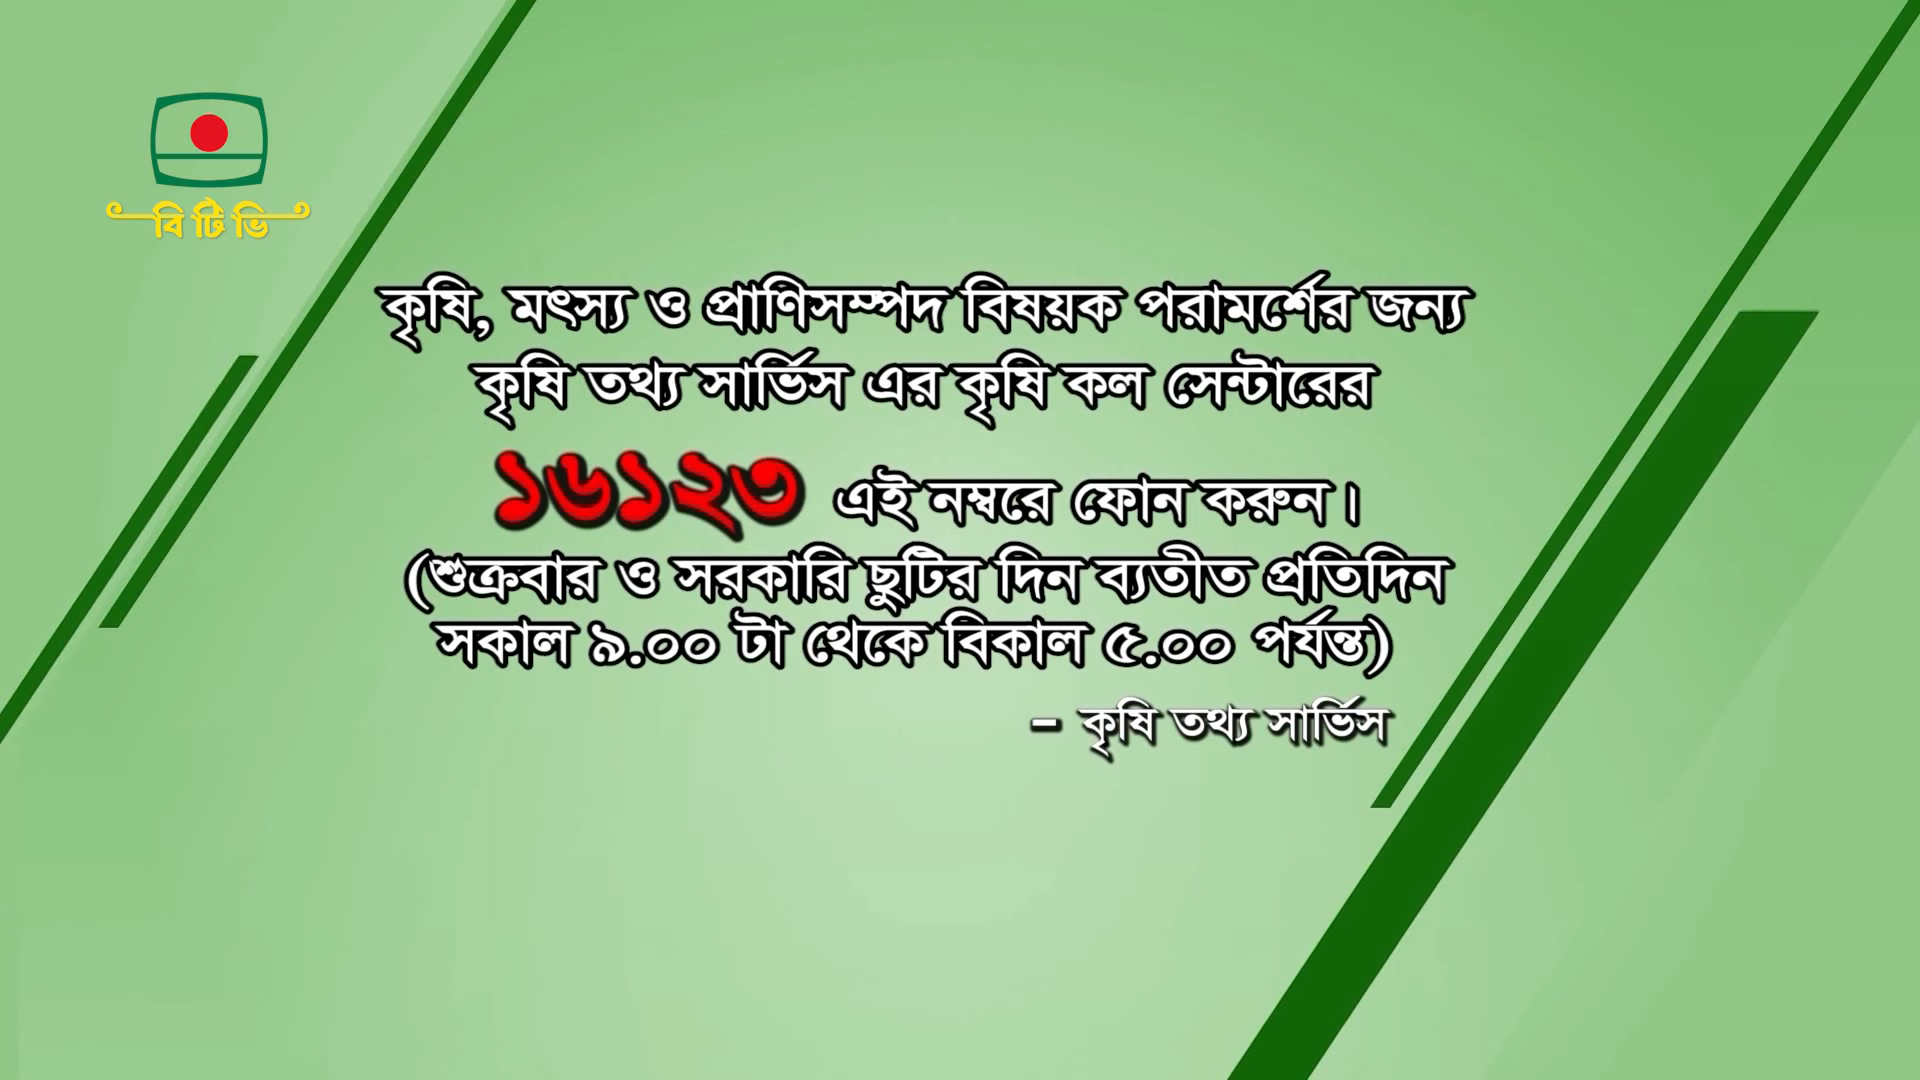 বি টি ভি
কৃষি, মৎস্য ও প্রাণিসম্পদ বিষয়ক পরামর্শের জন্য
কৃষি তথ্য সার্ভিস এর কৃষি কল সেন্টারের
১৬১২৩ এই নম্বরে ফোন করুন।
(শুক্রবার ও সরকারি ছুটির দিন ব্যতীত প্রতিদিন
সকাল ৯.০০ টা থেকে বিকাল ৫.০০ পর্যন্ত)
- কৃষি তথ্য সার্ভিস